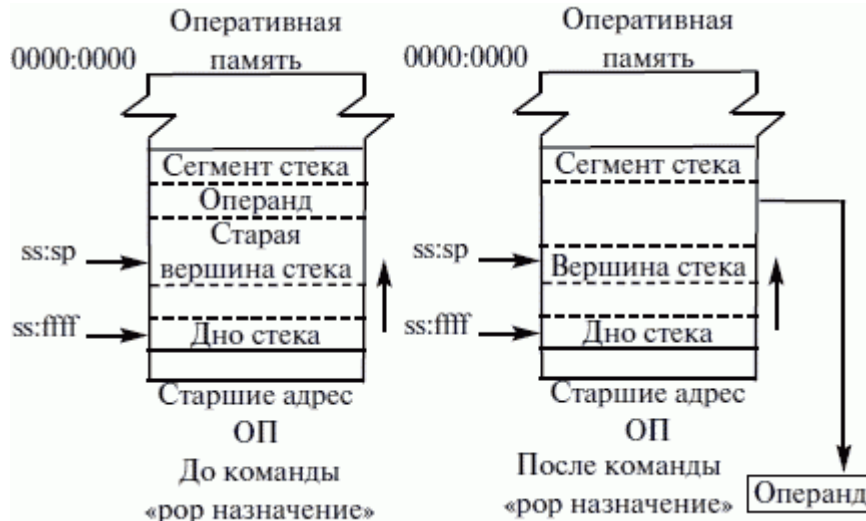 Оперативная
память
0000:0000
Сегмент стека
Операнд
Старая
вершина стека
ss:sp
ss:ffff
Дно стека
Старшие адрес
ОП
До команды
«pop назначение»
Оперативная
память
0000:0000
Сегмент стека
ss:sp
Вершина стека
ss:ffff
Дно стека
Старшие адрес
ОП
После команды
«pop назначение»
Операнд